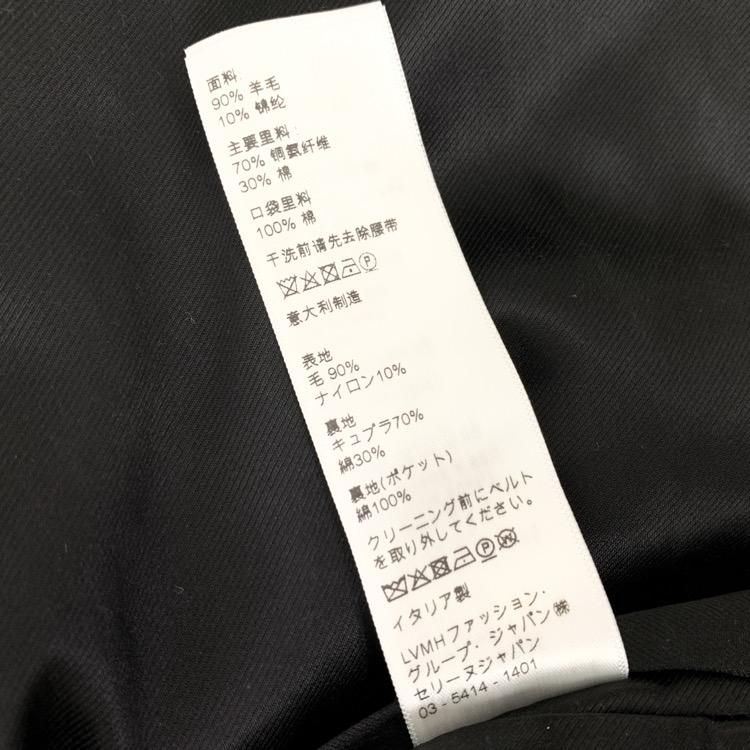 面料:
90% 羊毛
10% 锦纶
主要里料:
70% 铜氨纤维
30% 棉
口袋里料:
100% 棉
干洗前请先去除腰带
P
意大利制造
表地
毛 90%
ナイロン10%
裏地
キュプラ70%
綿30%
裏地(ポケット)
綿100%
クリーニング前にベルト
を取り外してください。
P W
イタリア製
LVMHファッション・
グループ・ジャパン㈱
セリーヌジャパン
03 - 5414 - 1401